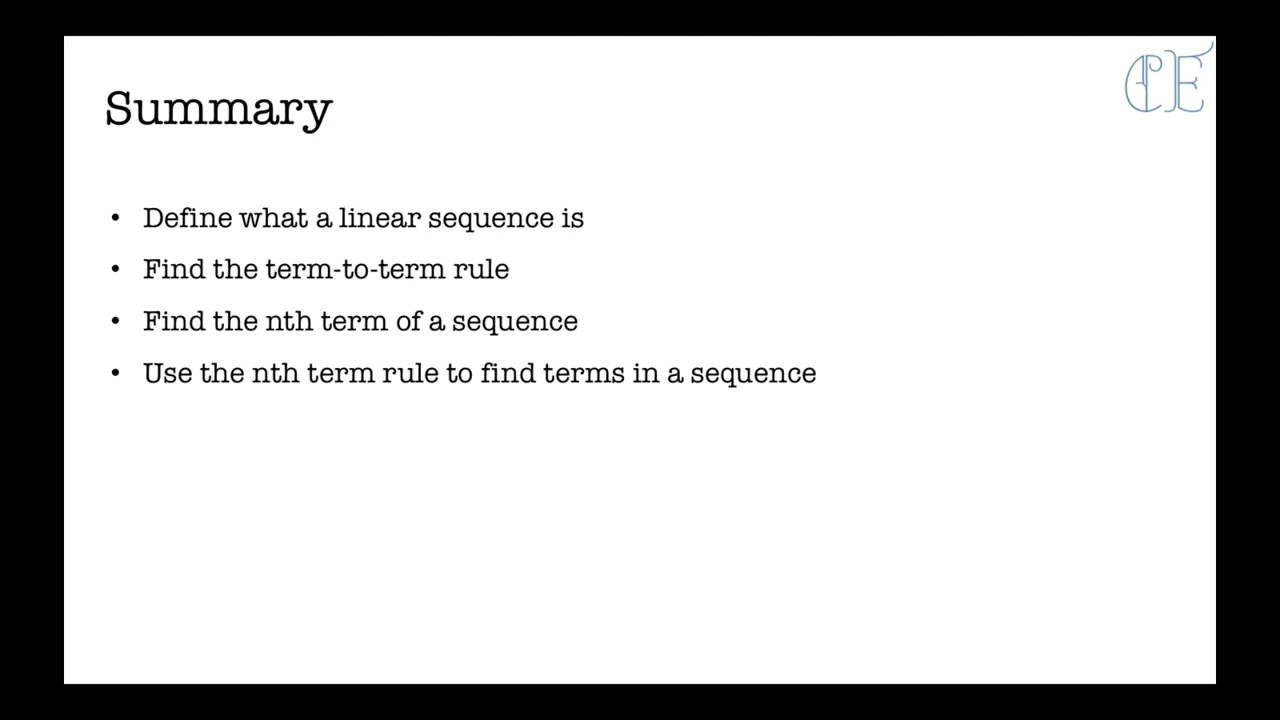 CE
Summary
• Define what a linear sequence is
• Find the term-to-term rule
• Find the nth term of a sequence
• Use the nth term rule to find terms in a sequence